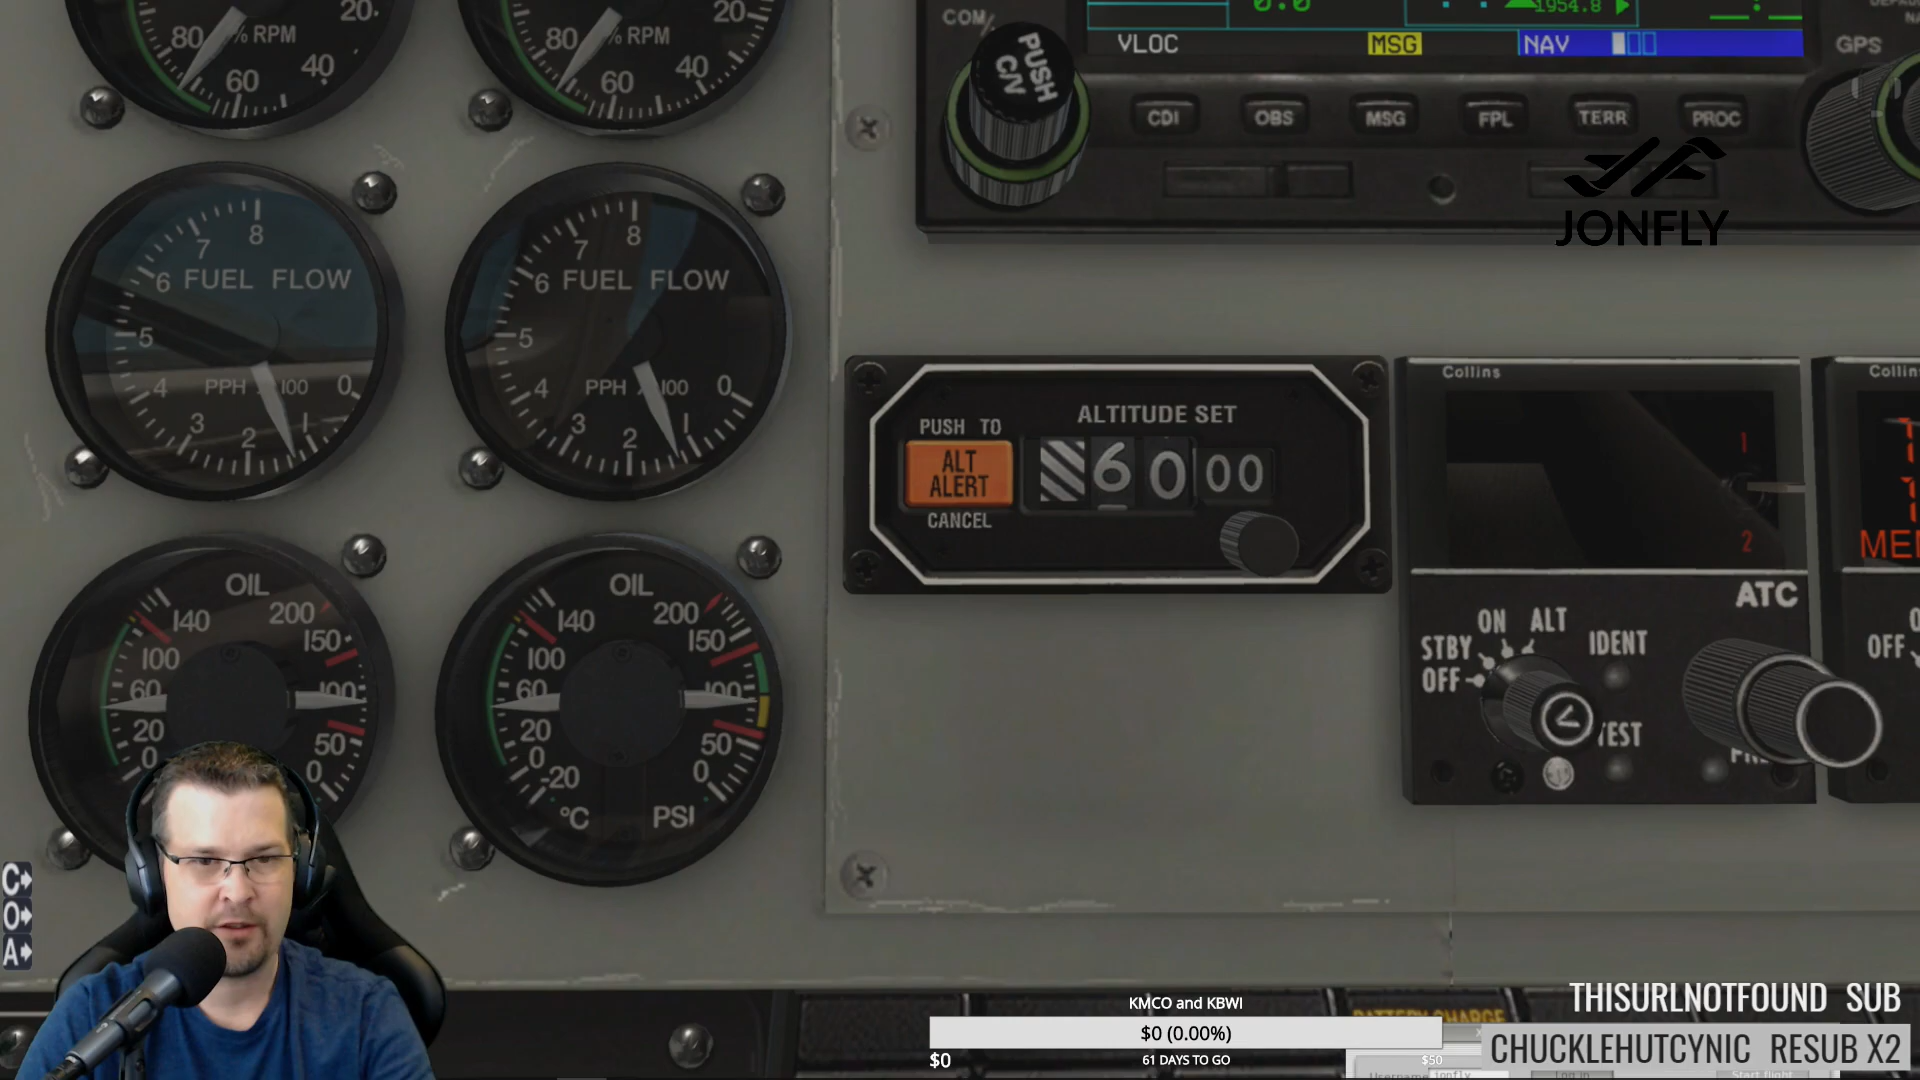 COM/
1954.8
VLOC MSG NAV
GPS
PUSH
C/V
CDI OBS MSG FPL TERR PROC
JONFLY
20
80 % RPM
60 40
20
80 % RPM
60 40
8
7
6 FUEL FLOW
5
4 PPH X 100 0
3 2 1
8
7
6 FUEL FLOW
5
4 PPH X 100 0
3 2 1
ALTITUDE SET
PUSH TO
ALT
ALERT
CANCEL
6 0 00
Collins
1
2
ATC
ON ALT
STBY IDENT
OFF
TEST
OFF
OIL
140 200
150
100
60 100
20
0 50
0
OIL
140 200
150
100
60 100
20
0 50
-20 0
°C PSI
C
O
A
KMCO and KBWI
$0 (0.00%)
$0 61 DAYS TO GO $50
THISURLNOTFOUND SUB
CHUCKLEHUTCYNIC RESUB X2